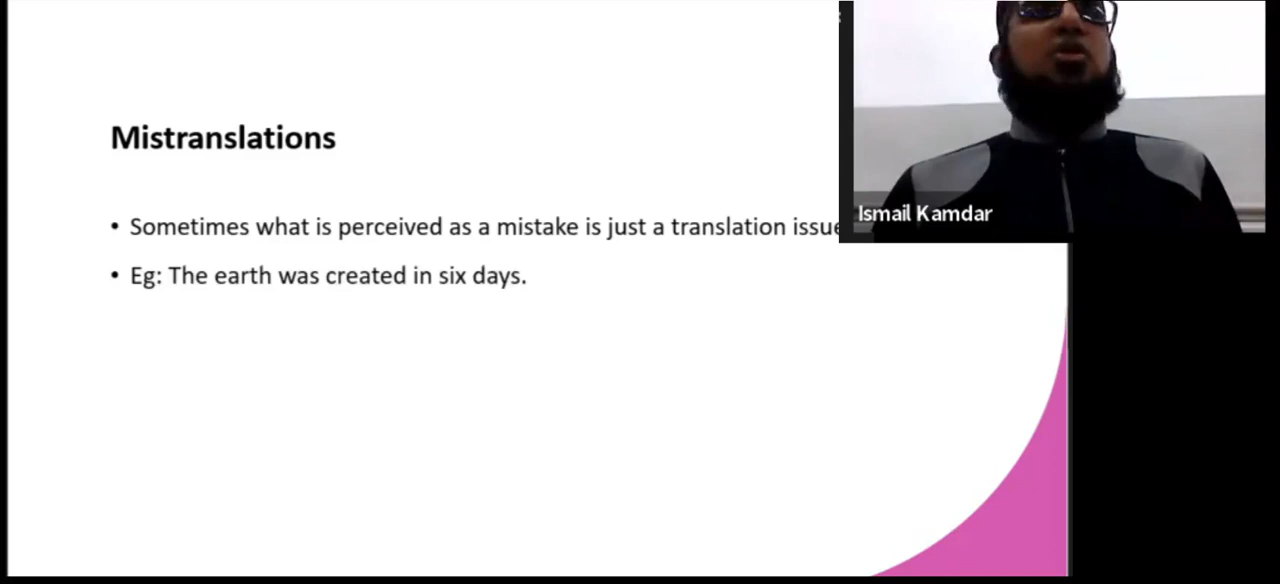 Mistranslations
• Sometimes what is perceived as a mistake is just a translation issue
• Eg: The earth was created in six days.
Ismail Kamdar